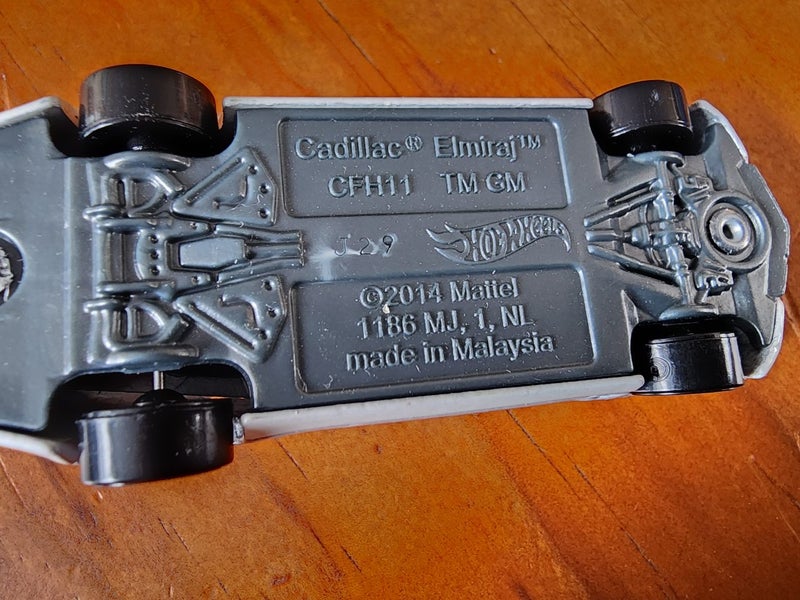 Cadillac® Elmiraj™
CFH11 TM GM
J29
HOT WHEELS
©2014 Mattel
1186 MJ, 1, NL
made in Malaysia